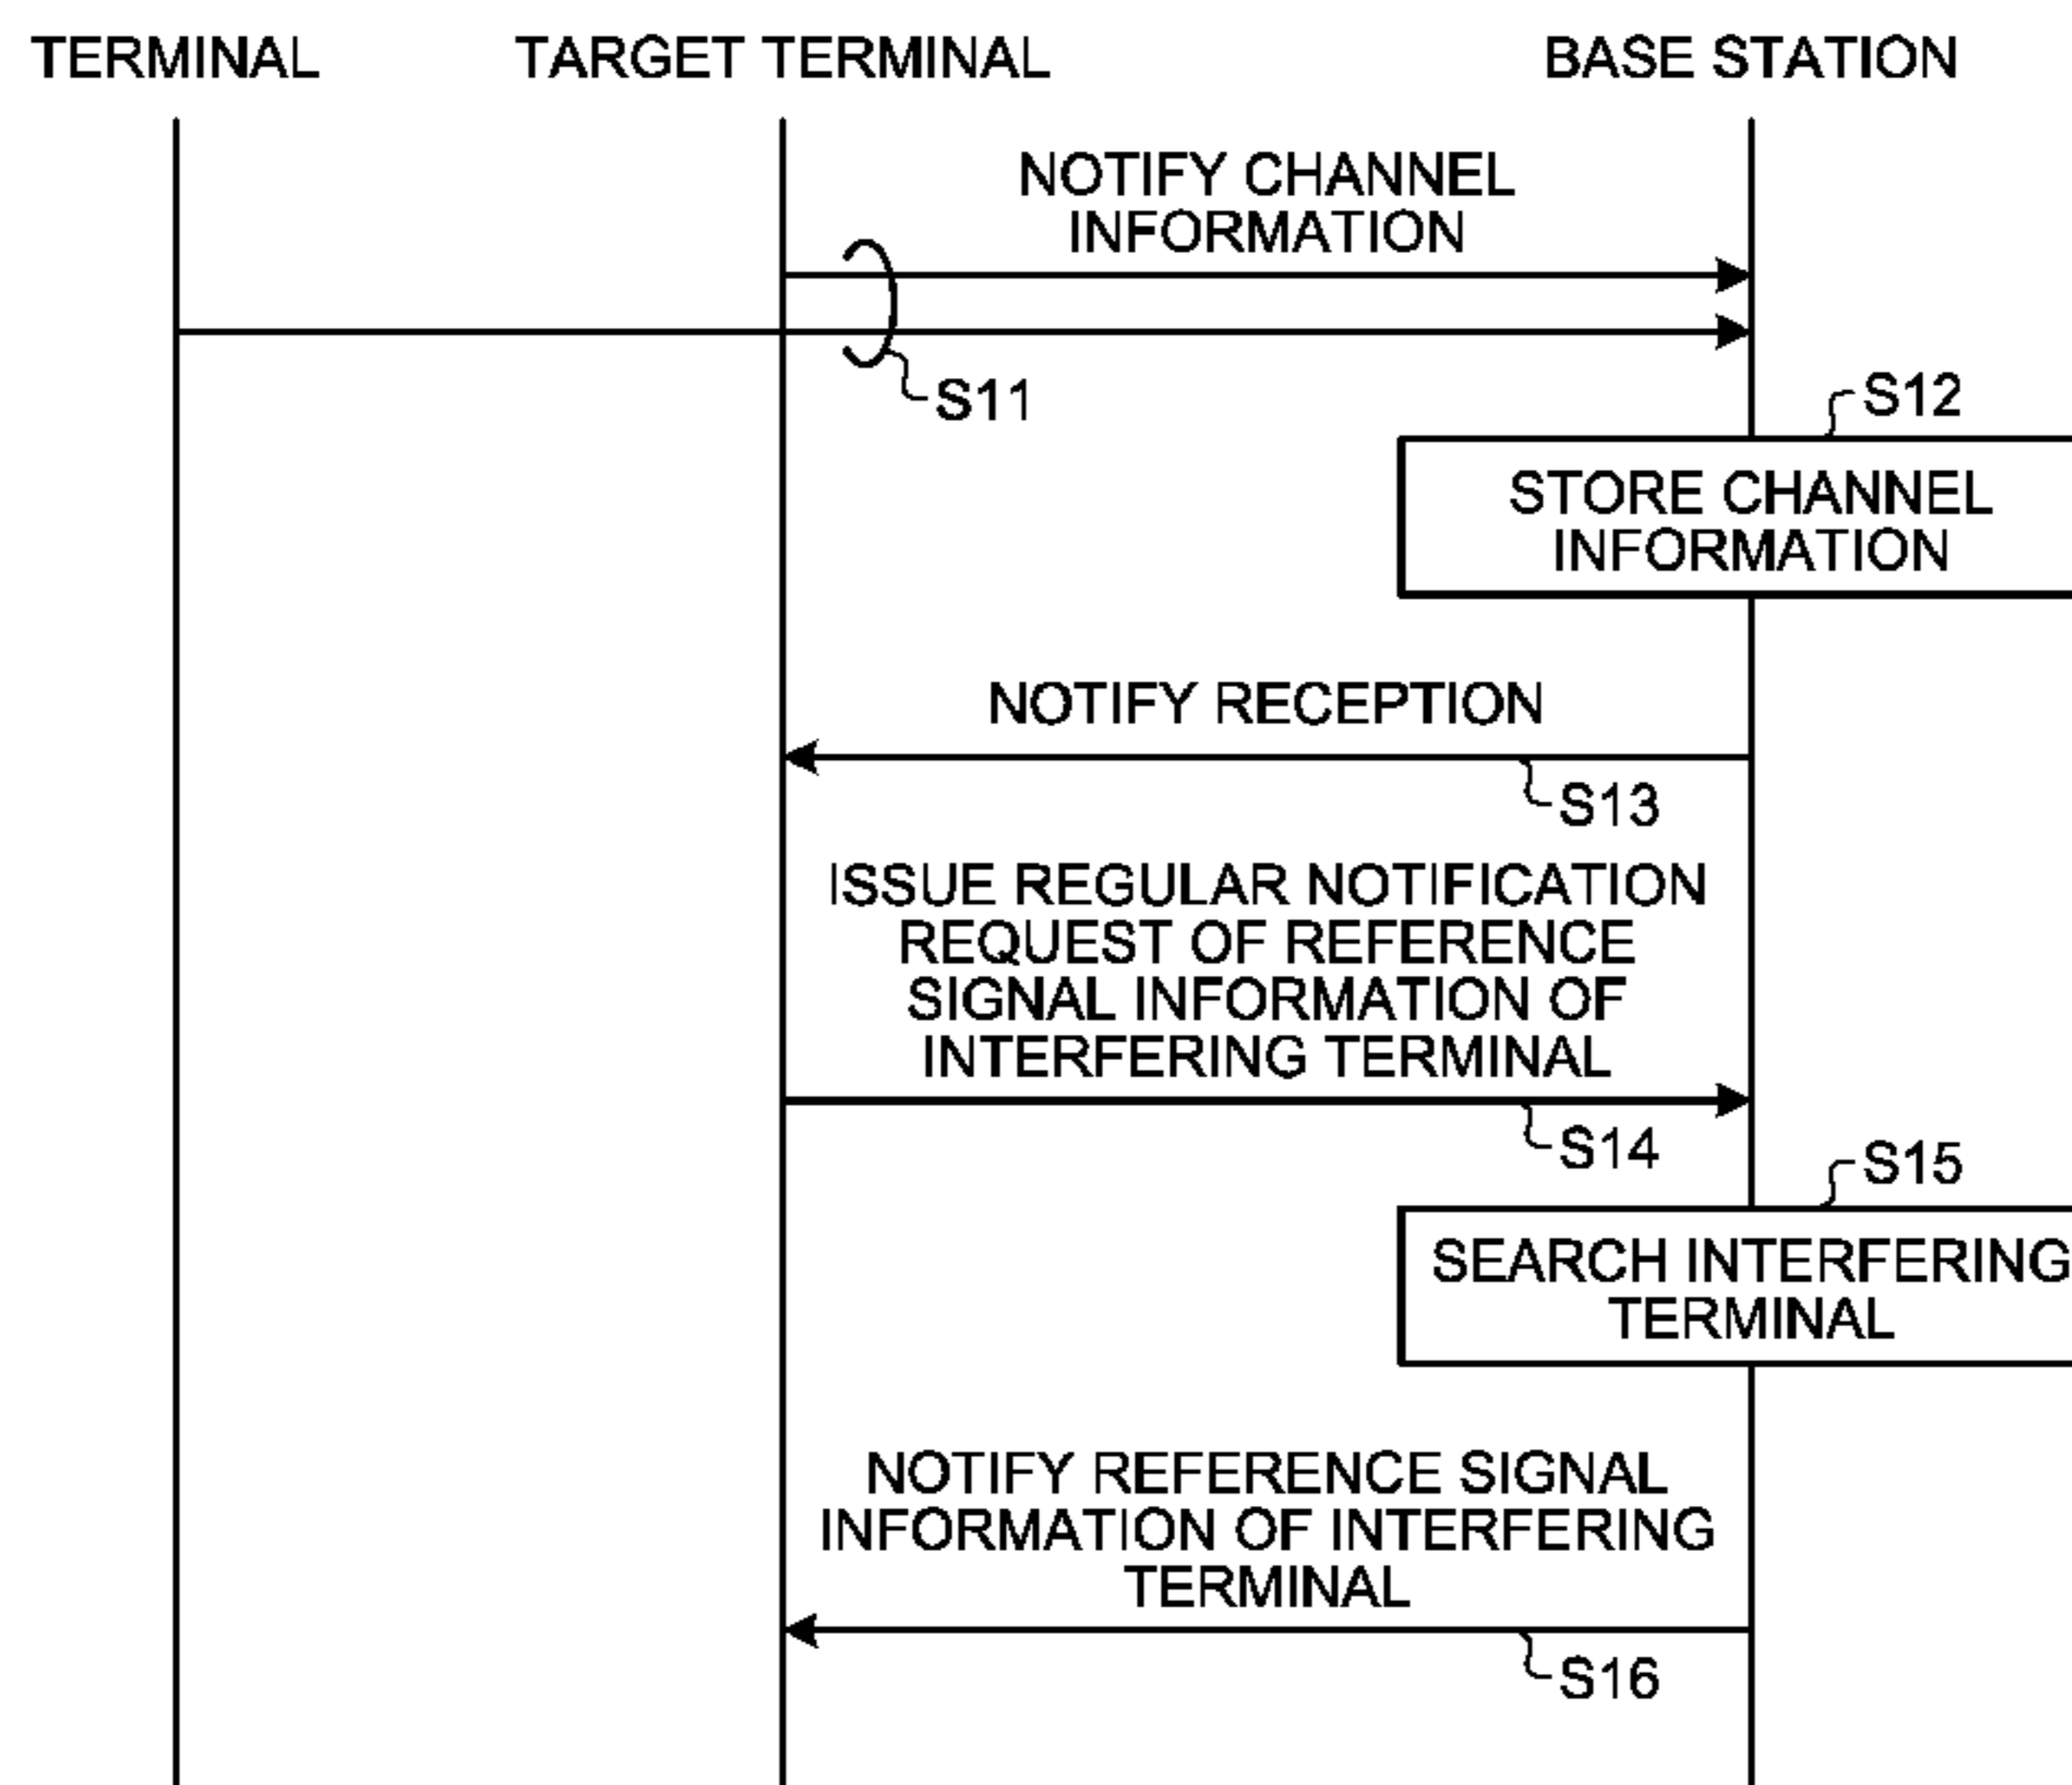 TERMINAL
TARGET TERMINAL
BASE STATION
NOTIFY CHANNEL
INFORMATION
S11
S12
STORE CHANNEL
INFORMATION
NOTIFY RECEPTION
S13
ISSUE REGULAR NOTIFICATION
REQUEST OF REFERENCE
SIGNAL INFORMATION OF
INTERFERING TERMINAL
S14
S15
SEARCH INTERFERING
TERMINAL
NOTIFY REFERENCE SIGNAL
INFORMATION OF INTERFERING
TERMINAL
S16